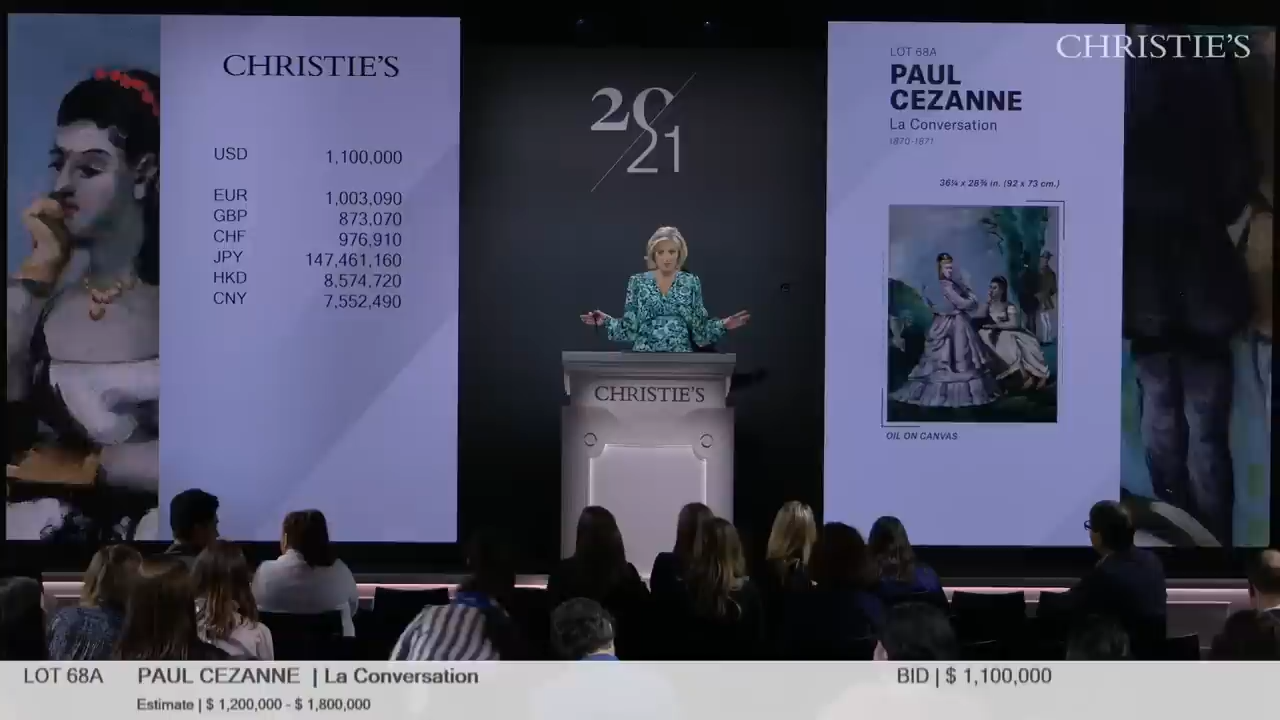 CHRISTIE'S
USD 1,100,000
EUR 1,003,090
GBP 873,070
CHF 976,910
JPY 147,461,160
HKD 8,574,720
CNY 7,552,490
20/21
CHRISTIE'S
LOT 68A
CHRISTIE'S
PAUL
CEZANNE
La Conversation
1870-1871
36¼ x 28¾ in. (92 x 73 cm.)
OIL ON CANVAS
LOT 68A PAUL CEZANNE | La Conversation BID | $ 1,100,000
Estimate | $ 1,200,000 - $ 1,800,000